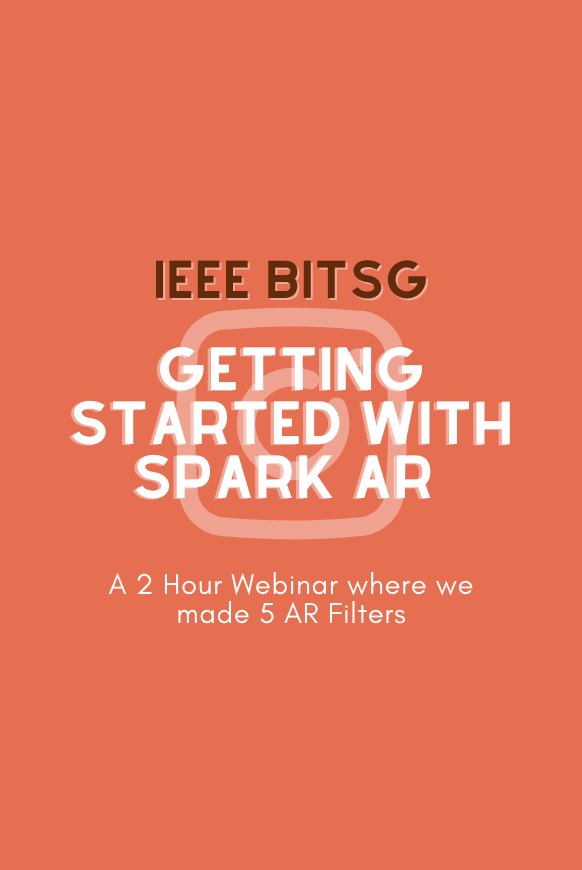 IEEE BITSG
GETTING
STARTED WITH
SPARK AR
A 2 Hour Webinar where we
made 5 AR Filters